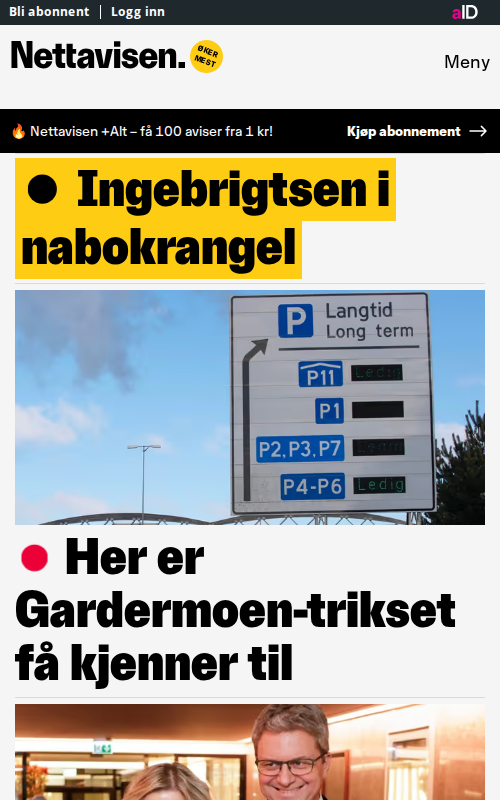 Bli abonnent | Logg inn
aID
Nettavisen.
ØKER MEST
Meny
🔥 Nettavisen +Alt – få 100 aviser fra 1 kr!
Kjøp abonnement →
● Ingebrigtsen i
nabokrangel
P Langtid
Long term
P11 Ledig
P1
P2, P3, P7 Ledig
P4-P6 Ledig
● Her er
Gardermoen-trikset
få kjenner til